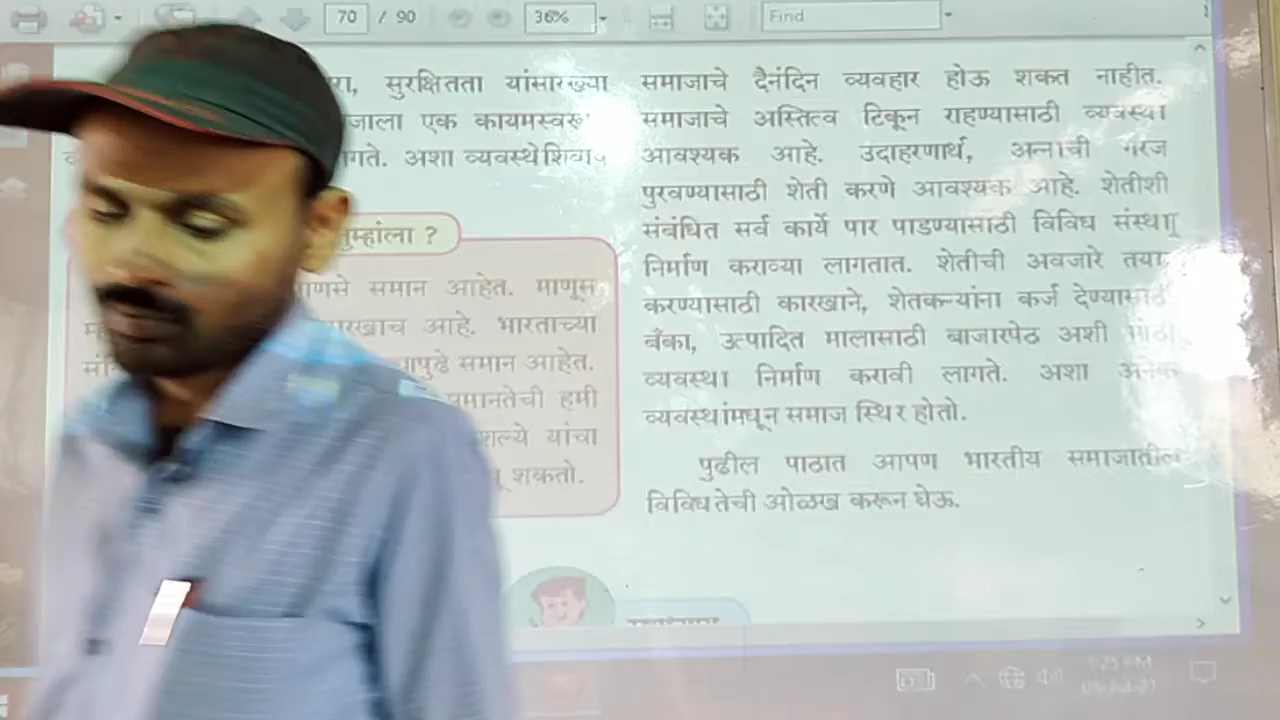 70 / 90
36%
Find
सुरक्षितता यांसारख्या
एक
अशा
तुम्हांला ?
समान आहेत. माणूस
आहे. भारताच्या
समान आहेत.
हमी
यांचा
शकतो.
समाजाचे दैनंदिन व्यवहार होऊ शकत नाहीत.
समाजाचे अस्तित्व टिकून राहण्यासाठी व्यवस्था
आवश्यक आहे. उदाहरणार्थ, अन्नाची गरज
पुरवण्यासाठी शेती करणे आवश्यक आहे. शेतीशी
संबंधित सर्व कार्ये पार पाडण्यासाठी विविध संस्था
निर्माण कराव्या लागतात. शेतीची अवजारे
करण्यासाठी कारखाने, शेतकऱ्यांना कर्ज देण्यासाठी
बँका, उत्पादित मालासाठी बाजारपेठ अशी मोठी
व्यवस्था निर्माण करावी लागते. अशा अनेक
व्यवस्थांमधून समाज स्थिर होतो.
पुढील पाठात आपण भारतीय समाजातील
विविधतेची ओळख करून घेऊ.